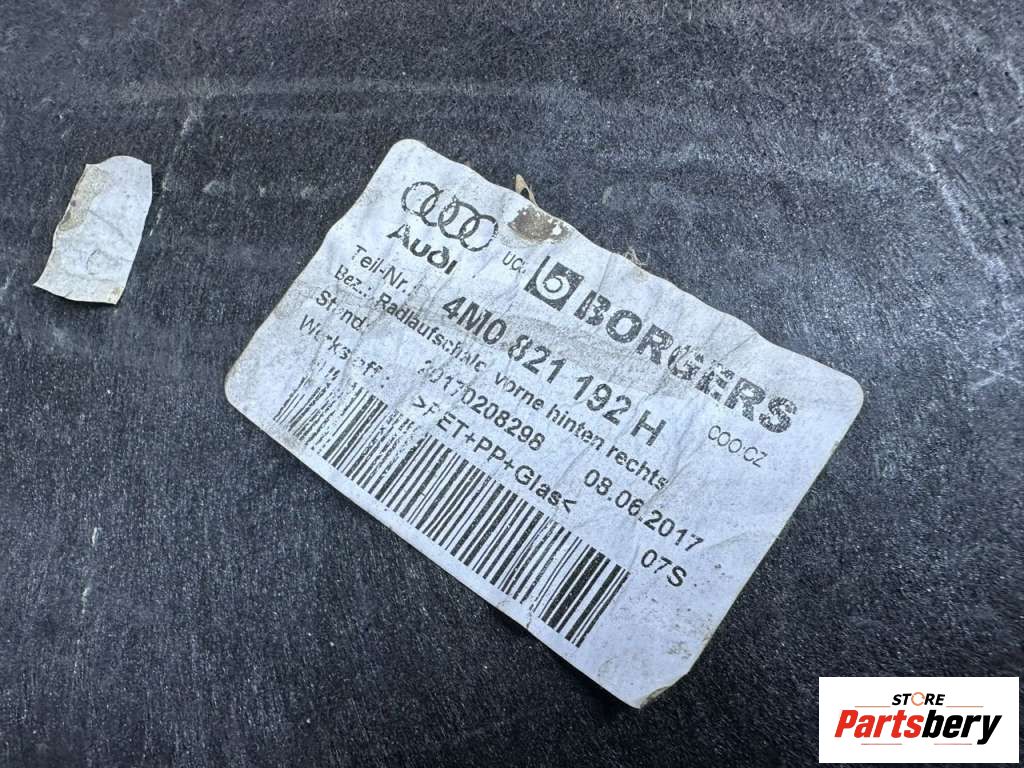 Audi
BORGERS
COO:CZ
Teil-Nr.: 4M0 821 192 H
Bez.: Radlaufschale vorne hinten rechts
Stand: 20170208298 08.06.2017
Werkstoff: >PET+PP+Glas< 07S
STORE
Partsbery